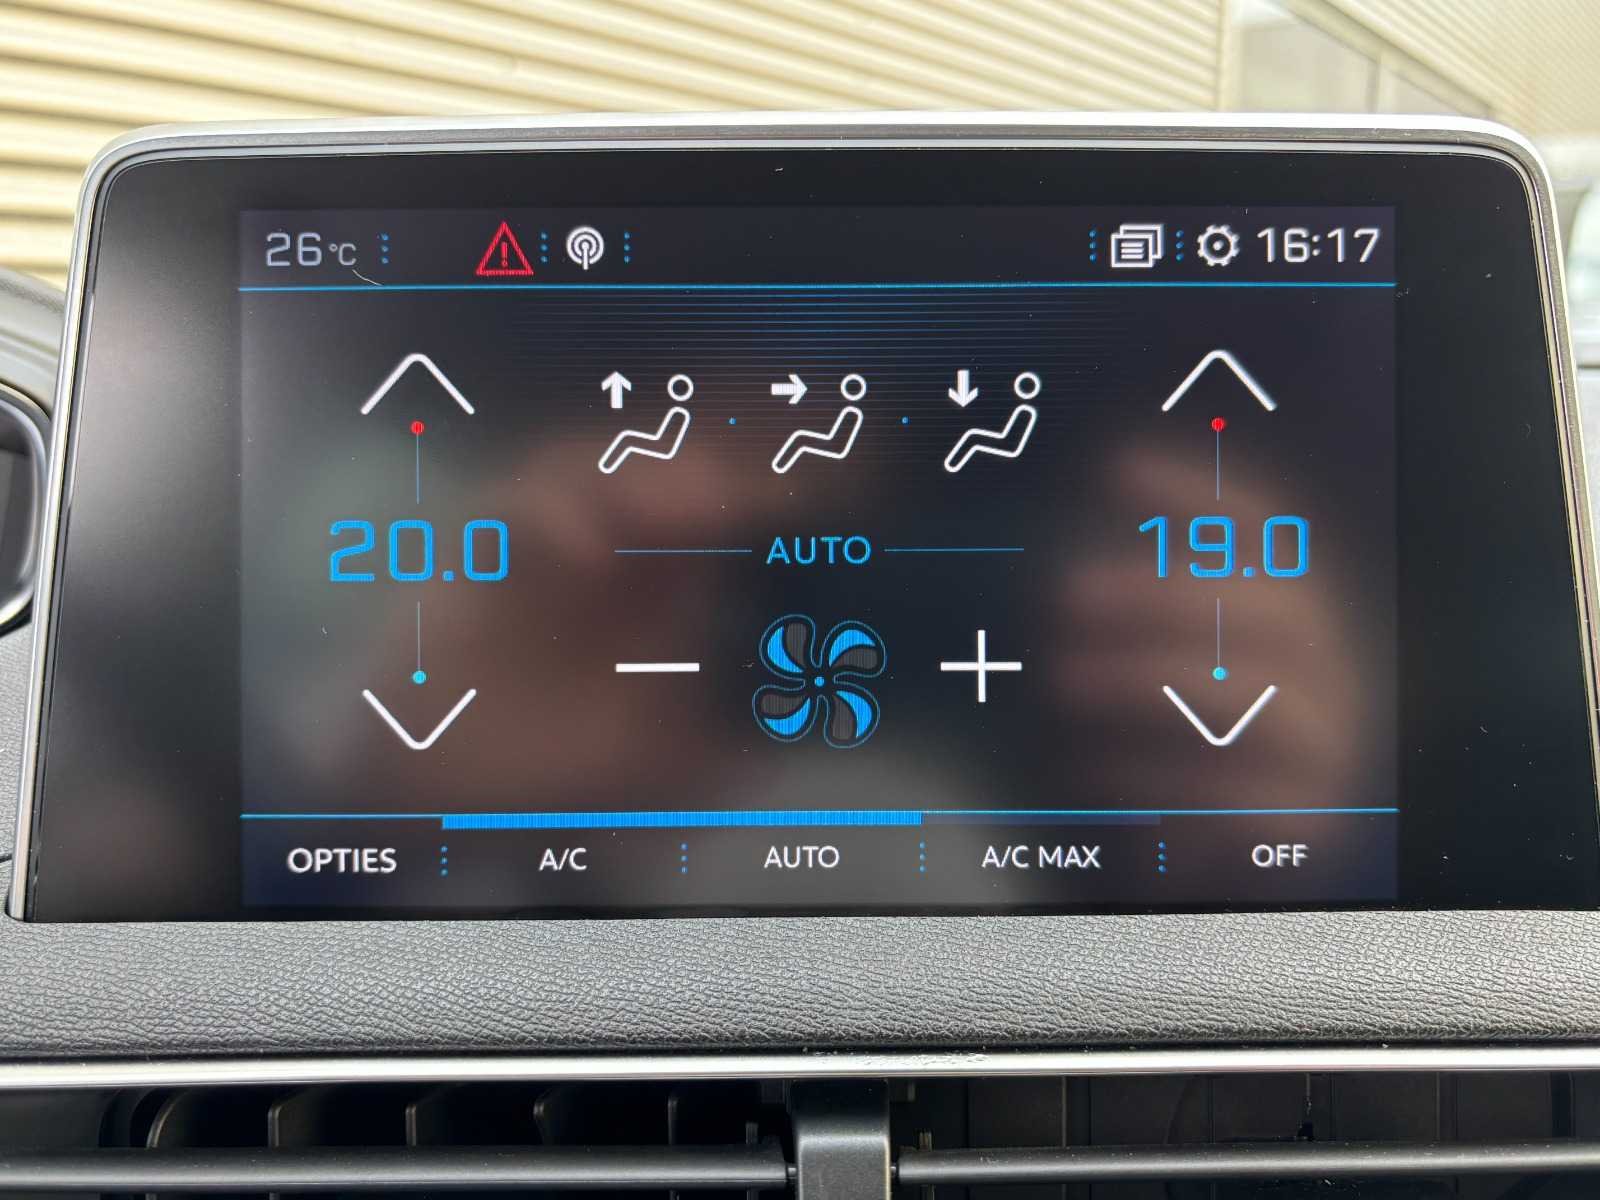 26°C 16:17
20.0 AUTO 19.0
OPTIES A/C AUTO A/C MAX OFF